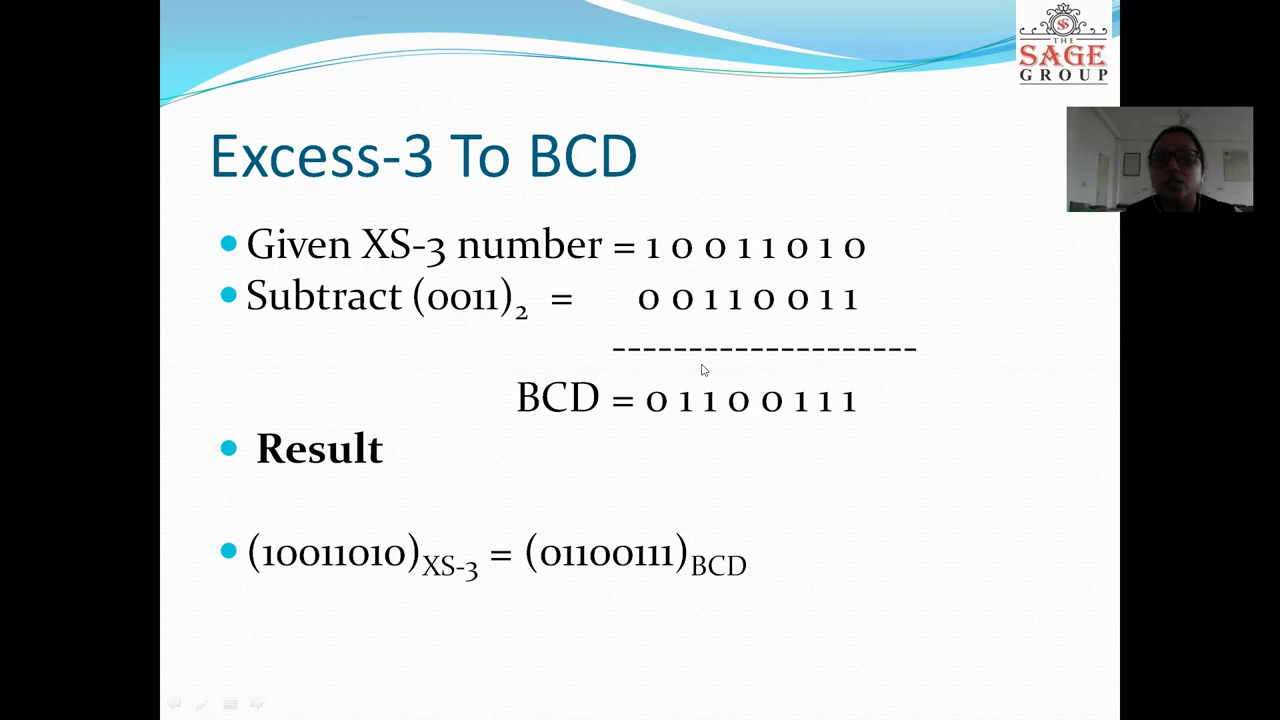 THE
SAGE
GROUP
Excess-3 To BCD
Given XS-3 number = 1 0 0 1 1 0 1 0
Subtract (0011)2 = 0 0 1 1 0 0 1 1
--------------------
BCD = 0 1 1 0 0 1 1 1
Result
(10011010)XS-3 = (01100111)BCD